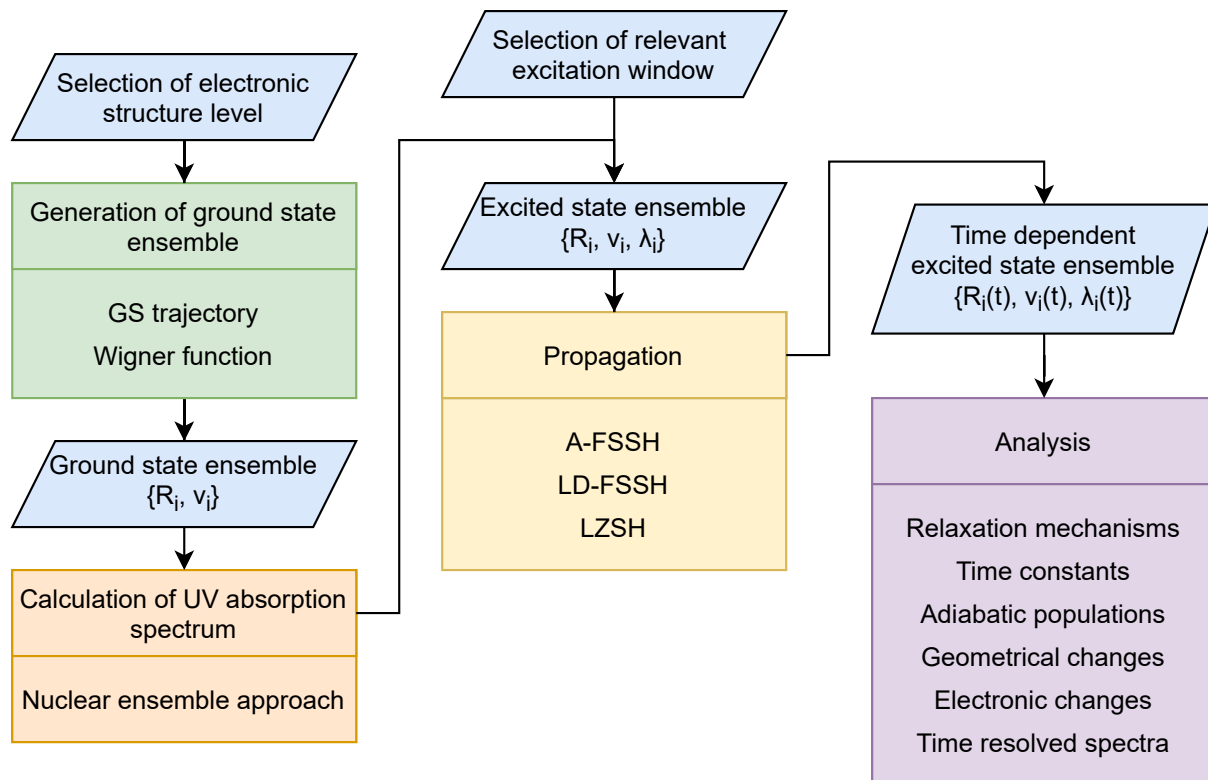 Selection of electronic
structure level
Generation of ground state
ensemble
GS trajectory
Wigner function
Ground state ensemble
{Rᵢ, vᵢ}
Calculation of UV absorption
spectrum
Nuclear ensemble approach
Selection of relevant
excitation window
Excited state ensemble
{Rᵢ, vᵢ, λᵢ}
Propagation
A-FSSH
LD-FSSH
LZSH
Time dependent
excited state ensemble
{Rᵢ(t), vᵢ(t), λᵢ(t)}
Analysis
Relaxation mechanisms
Time constants
Adiabatic populations
Geometrical changes
Electronic changes
Time resolved spectra